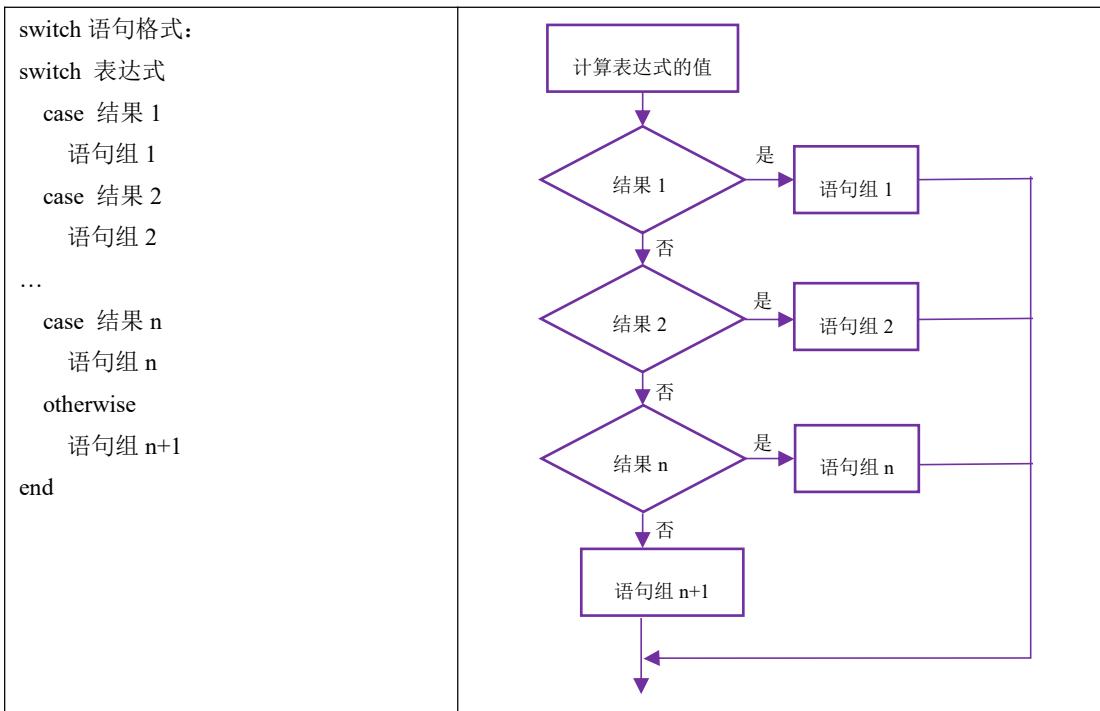 switch 语句格式：
switch 表达式
case 结果 1
语句组 1
case 结果 2
语句组 2
…
case 结果 n
语句组 n
otherwise
语句组 n+1
end
计算表达式的值
结果 1
是
语句组 1
否
结果 2
是
语句组 2
否
结果 n
是
语句组 n
否
语句组 n+1